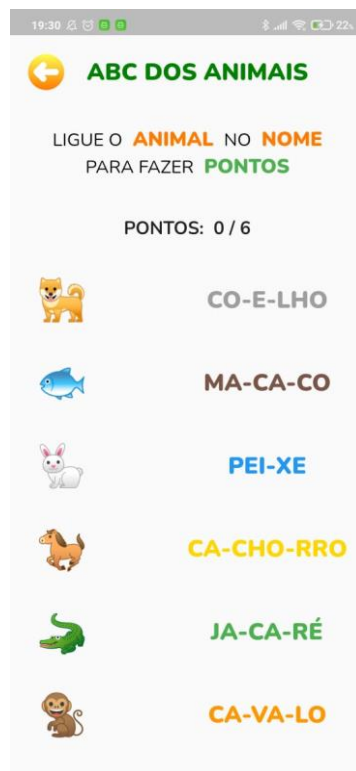 19:30 22%
ABC DOS ANIMAIS
LIGUE O ANIMAL NO NOME
PARA FAZER PONTOS
PONTOS: 0 / 6
CO-E-LHO
MA-CA-CO
PEI-XE
CA-CHO-RRO
JA-CA-RÉ
CA-VA-LO